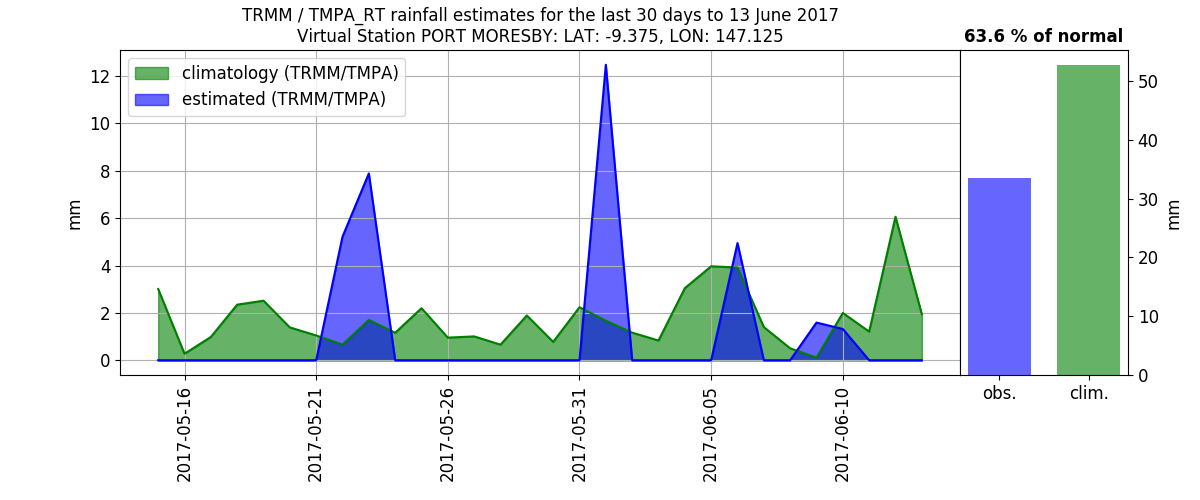 TRMM / TMPA_RT rainfall estimates for the last 30 days to 13 June 2017
Virtual Station PORT MORESBY: LAT: -9.375, LON: 147.125
63.6 % of normal
climatology (TRMM/TMPA)
estimated (TRMM/TMPA)
12
10
8
6
4
2
0
mm
2017-05-16
2017-05-21
2017-05-26
2017-05-31
2017-06-05
2017-06-10
50
40
30
20
10
0
mm
obs.
clim.